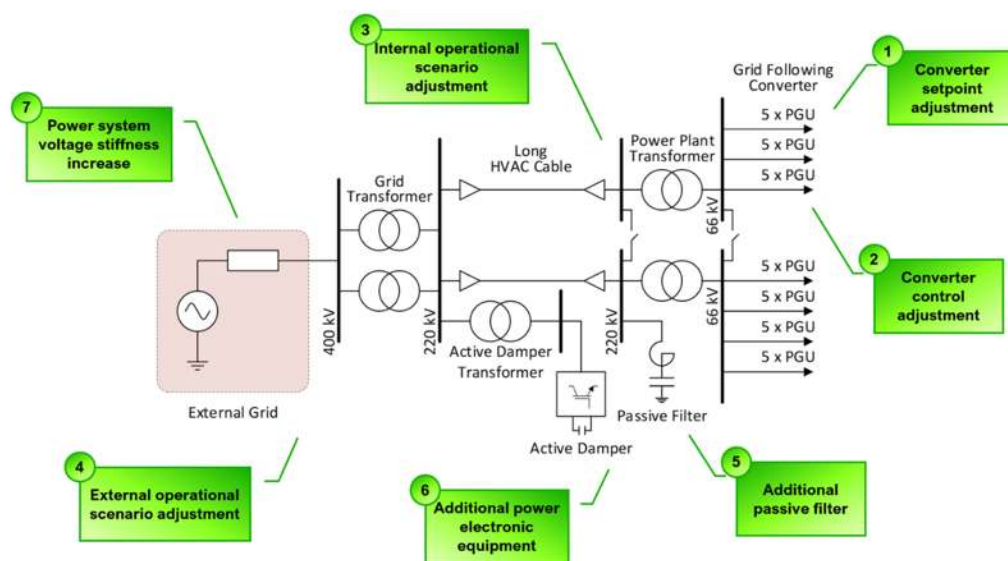 3
Internal operational
scenario
adjustment
1
Converter
setpoint
adjustment
7
Power system
voltage stiffness
increase
Grid Following
Converter
5 x PGU
5 x PGU
5 x PGU
Long
HVAC Cable
Power Plant
Transformer
Grid
Transformer
66 kV
2
Converter
control
adjustment
5 x PGU
5 x PGU
5 x PGU
5 x PGU
400 kV
220 kV
220 kV
66 kV
Active Damper
Transformer
External Grid
Passive Filter
Active Damper
4
External operational
scenario adjustment
6
Additional power
electronic
equipment
5
Additional
passive filter